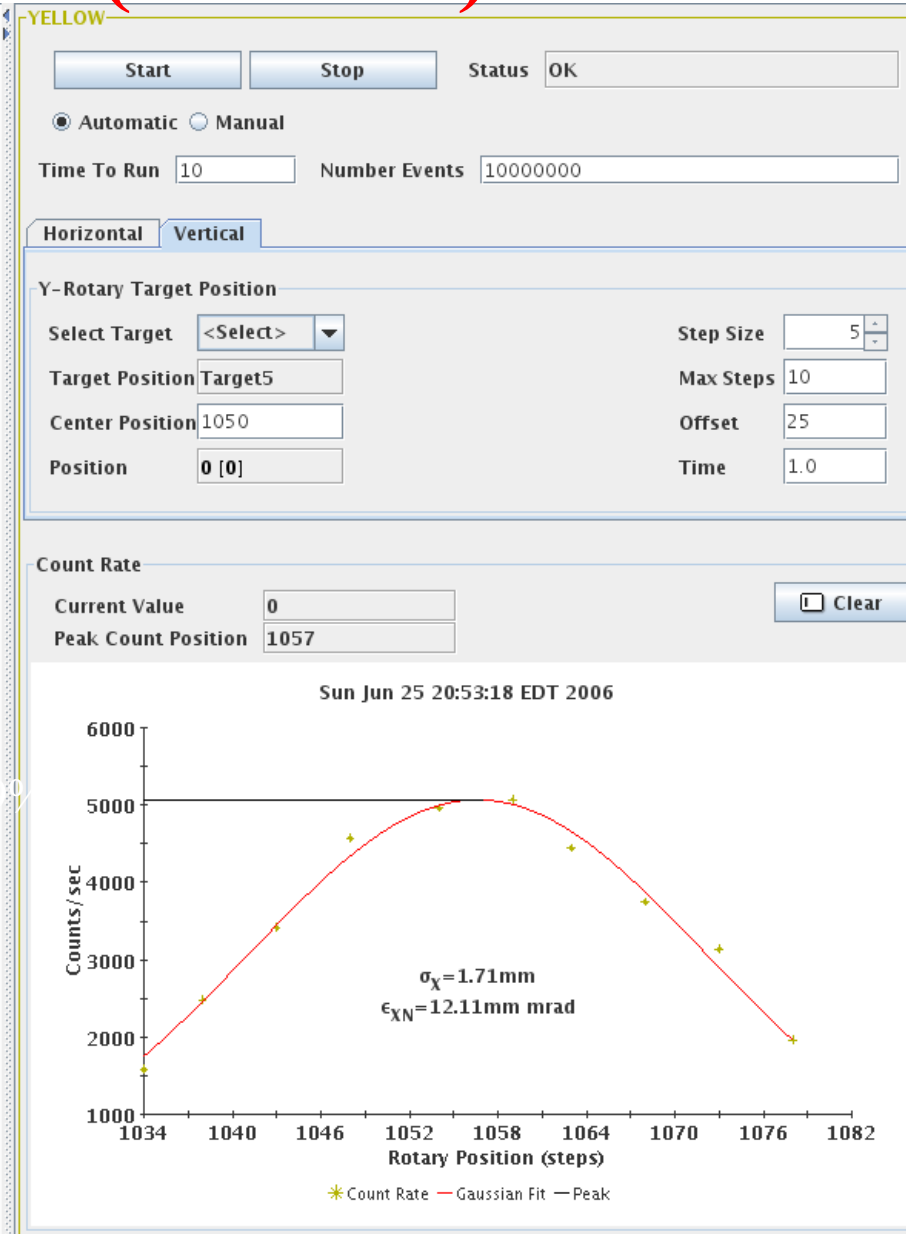 YELLOW
Start Stop Status OK
Automatic Manual
Time To Run 10 Number Events 10000000
Horizontal Vertical
Y-Rotary Target Position
Select Target <Select> Step Size 5
Target Position Target5 Max Steps 10
Center Position 1050 Offset 25
Position 0 [0] Time 1.0
Count Rate
Current Value 0 Clear
Peak Count Position 1057
Sun Jun 25 20:53:18 EDT 2006
6000
5000
4000
3000
2000
1000
Counts/sec
σX=1.71mm
ϵXN=12.11mm mrad
1034 1040 1046 1052 1058 1064 1070 1076 1082
Rotary Position (steps)
Count Rate Gaussian Fit Peak